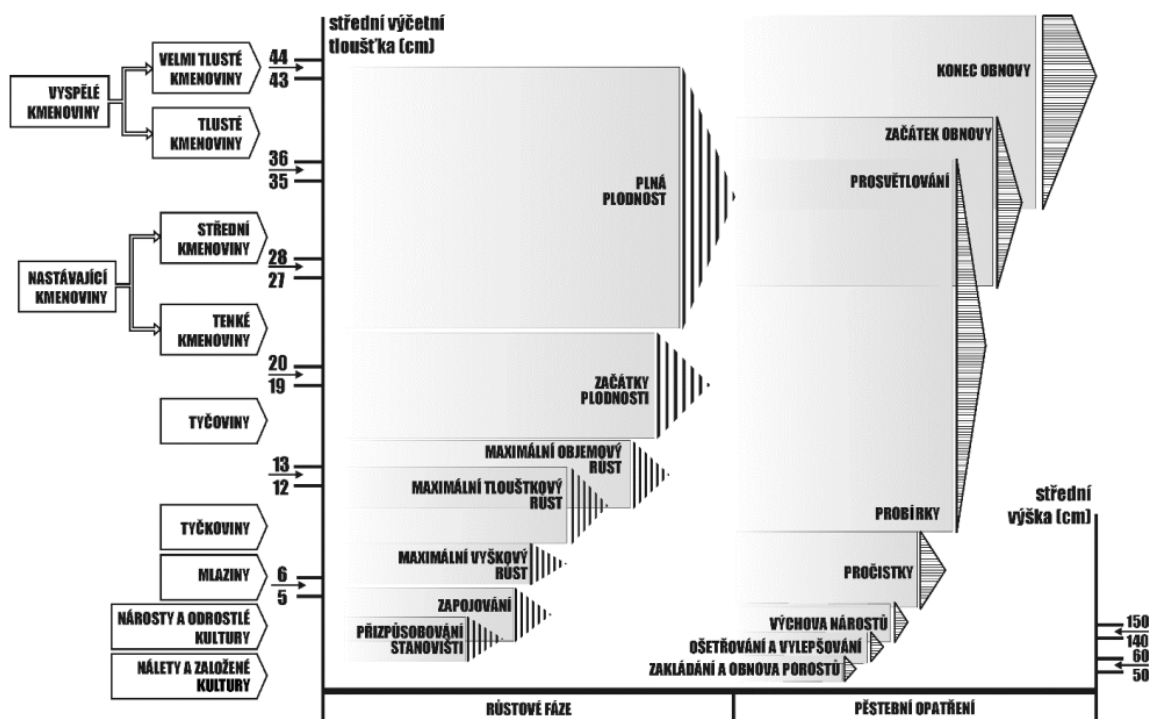 střední výčetní
tloušťka (cm)
VYSPĚLÉ
KMENOVINY
VELMI TLUSTÉ
KMENOVINY
TLUSTÉ
KMENOVINY
NASTÁVAJÍCÍ
KMENOVINY
STŘEDNÍ
KMENOVINY
TENKÉ
KMENOVINY
TYČOVINY
TYČKOVINY
MLAZINY
NÁROSTY A ODROSTLÉ
KULTURY
NÁLETY A ZALOŽENÉ
KULTURY
44
43
36
35
28
27
20
19
13
12
6
5
PLNÁ
PLODNOST
ZAČÁTKY
PLODNOSTI
MAXIMÁLNÍ OBJEMOVÝ
RŮST
MAXIMÁLNÍ TLOUŠTKOVÝ
RŮST
MAXIMÁLNÍ VYŠKOVÝ
RŮST
ZAPOJOVÁNÍ
PŘIZPŮSOBOVÁNÍ
STANOVIŠTI
KONEC OBNOVY
ZAČÁTEK OBNOVY
PROSVĚTLOVÁNÍ
PROBÍRKY
PROČISTKY
VÝCHOVA NÁROSTŮ
OŠETŘOVÁNÍ A VYLEPŠOVÁNÍ
ZAKLÁDÁNÍ A OBNOVA POROSTŮ
střední
výška (cm)
150
140
60
50
RŮSTOVÉ FÁZE
PĚSTEBNÍ OPATŘENÍ